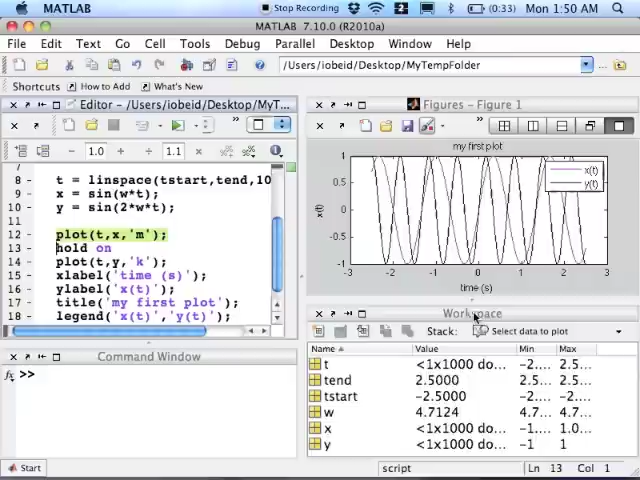 MATLAB
Stop Recording
2
(0:33)
Mon 1:50 AM
MATLAB 7.10.0 (R2010a)
File Edit Text Go Cell Tools Debug Parallel Desktop Window Help
/Users/iobeid/Desktop/MyTempFolder
Shortcuts How to Add What's New
Editor – /Users/iobeid/Desktop/MyT...
− 1.0 + ÷ 1.1 ×
7
8 – t = linspace(tstart,tend,10
9 – x = sin(w*t);
10 – y = sin(2*w*t);
11
12 – plot(t,x,'m');
13 – hold on
14 – plot(t,y,'k');
15 – xlabel('time (s)');
16 – ylabel('x(t)');
17 – title('my first plot');
18 – legend('x(t)','y(t)');
Command Window
fx >>
Figures – Figure 1
my first plot
x(t)
y(t)
1
0.5
0
-0.5
-1
x(t)
-3 -2 -1 0 1 2 3
time (s)
Workspace
Stack: Select data to plot
Name Value Min Max
t <1x1000 do... -2.... 2.5...
tend 2.5000 2.5... 2.5...
tstart -2.5000 -2.... -2....
w 4.7124 4.7... 4.7...
x <1x1000 do... -1.... 1.0...
y <1x1000 do... -1 1
Start
script
Ln 13 Col 1